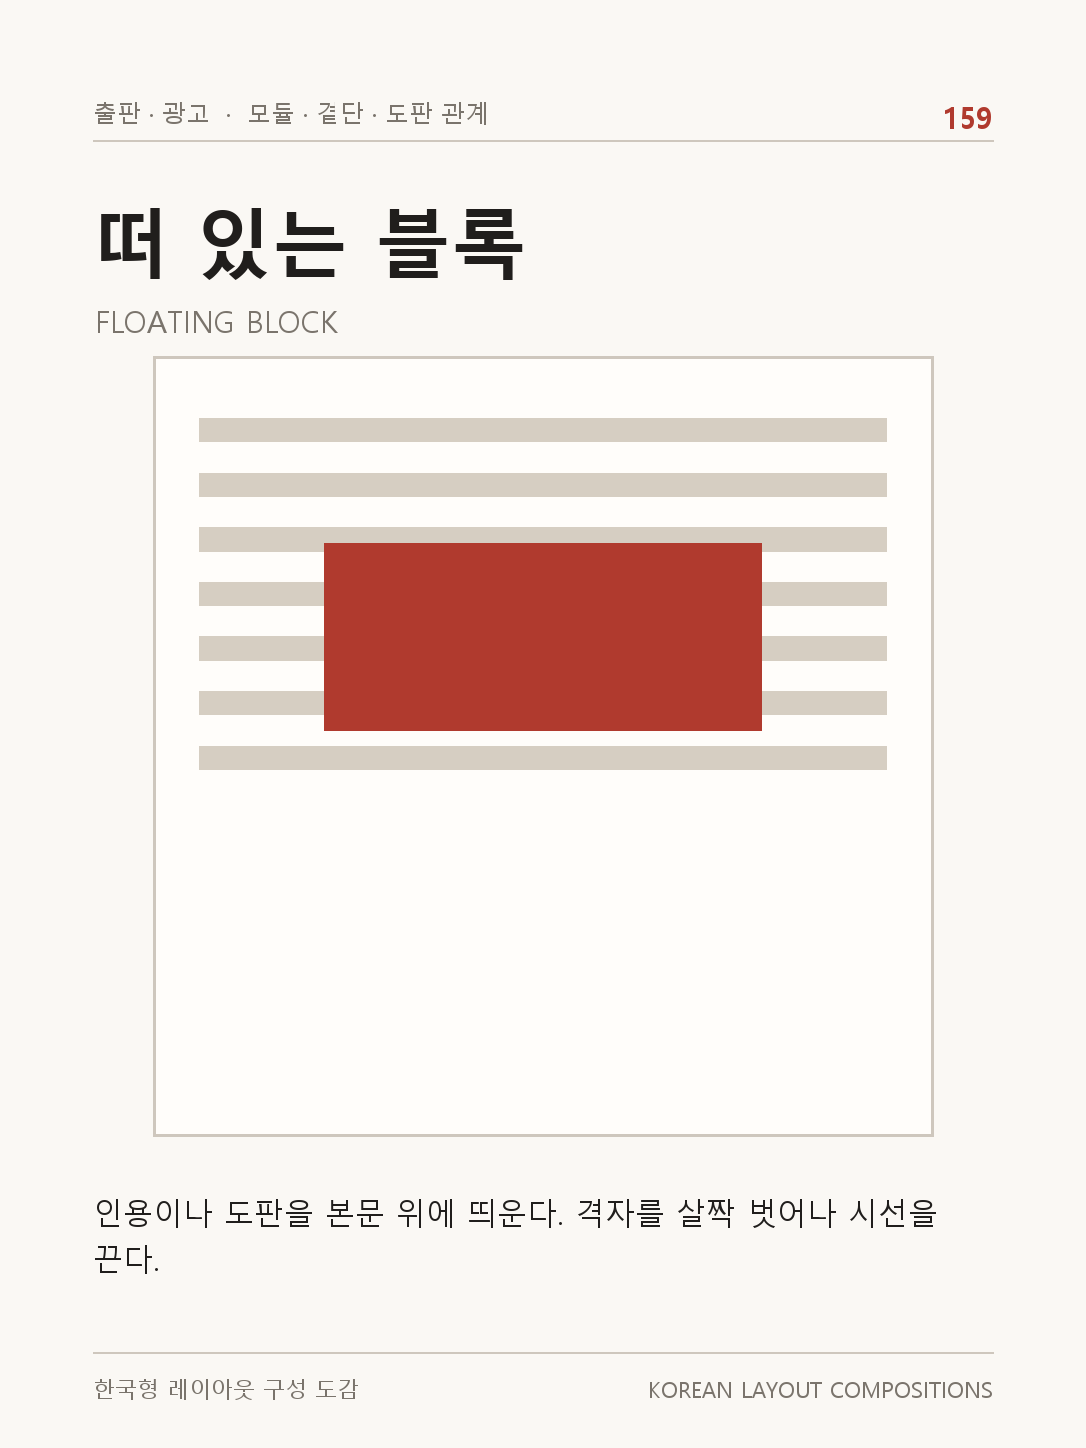 출판 · 광고 · 모듈 · 곁단 · 도판 관계
159
떠 있는 블록
FLOATING BLOCK
인용이나 도판을 본문 위에 띄운다. 격자를 살짝 벗어나 시선을
끈다.
한국형 레이아웃 구성 도감
KOREAN LAYOUT COMPOSITIONS